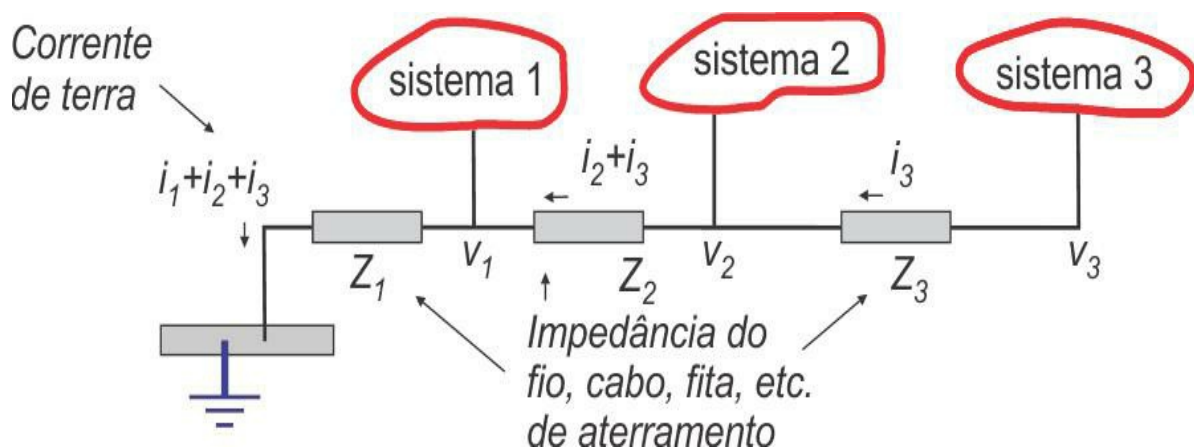 Corrente
de terra
sistema 1
sistema 2
sistema 3
i₁+i₂+i₃
i₂+i₃
i₃
Z₁
v₁
Z₂
v₂
Z₃
v₃
Impedância do
fio, cabo, fita, etc.
de aterramento